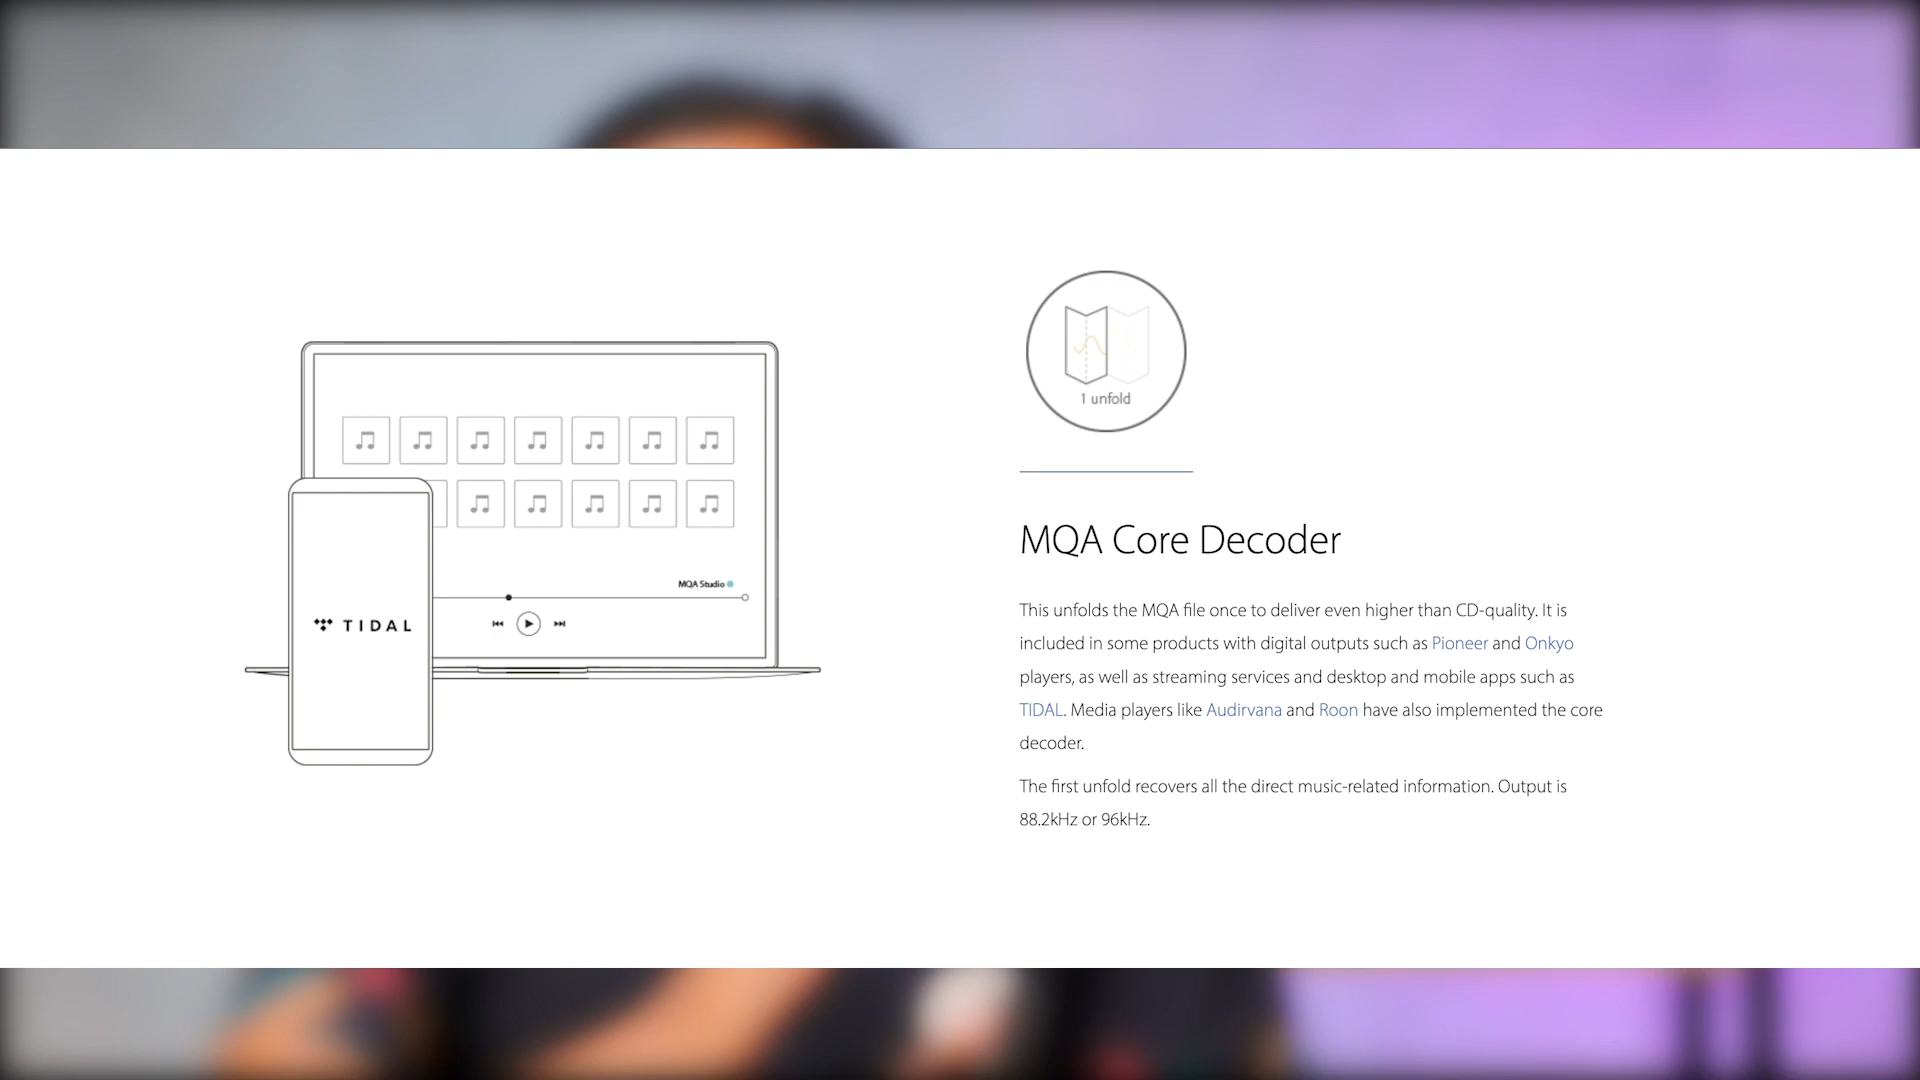 1 unfold
MQA Core Decoder
This unfolds the MQA file once to deliver even higher than CD-quality. It is
included in some products with digital outputs such as Pioneer and Onkyo
players, as well as streaming services and desktop and mobile apps such as
TIDAL. Media players like Audirvana and Roon have also implemented the core
decoder.
The first unfold recovers all the direct music-related information. Output is
88.2kHz or 96kHz.
MQA Studio
TIDAL